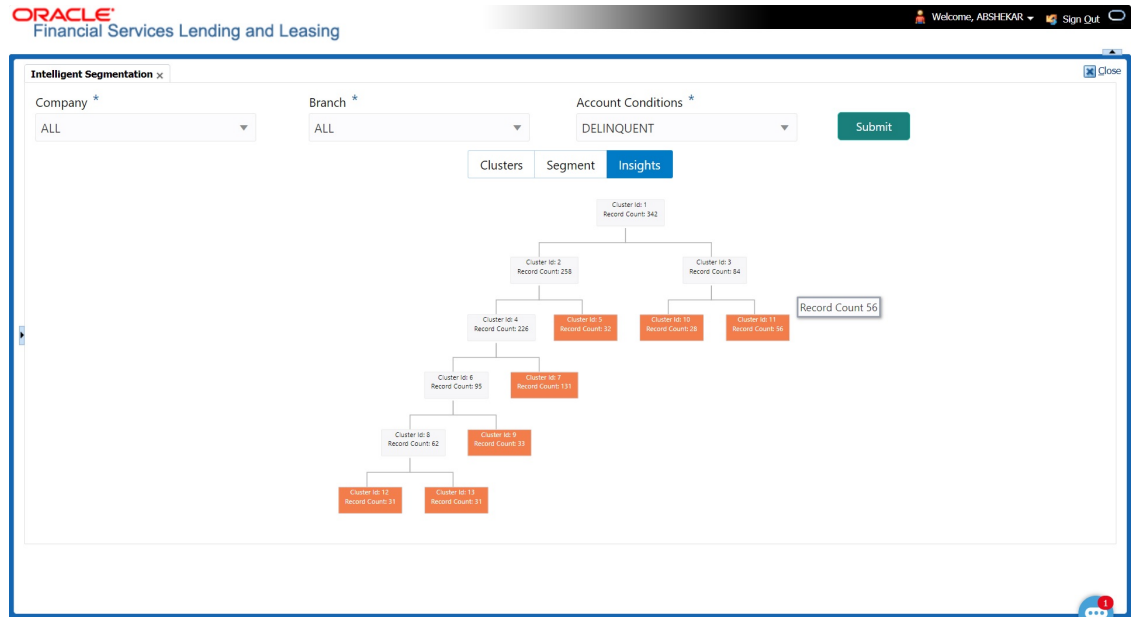 ORACLE
Financial Services Lending and Leasing
Welcome, ABSHEKAR
Sign Out
Intelligent Segmentation x
Close
Company * Branch * Account Conditions *
ALL ALL DELINQUENT Submit
Clusters Segment Insights
Cluster Id: 1
Record Count: 342
Cluster Id: 2
Record Count: 258
Cluster Id: 3
Record Count: 84
Record Count 56
Cluster Id: 4
Record Count: 226
Cluster Id: 5
Record Count: 32
Cluster Id: 10
Record Count: 28
Cluster Id: 11
Record Count: 56
Cluster Id: 6
Record Count: 95
Cluster Id: 7
Record Count: 131
Cluster Id: 8
Record Count: 62
Cluster Id: 9
Record Count: 33
Cluster Id: 12
Record Count: 31
Cluster Id: 13
Record Count: 31
1